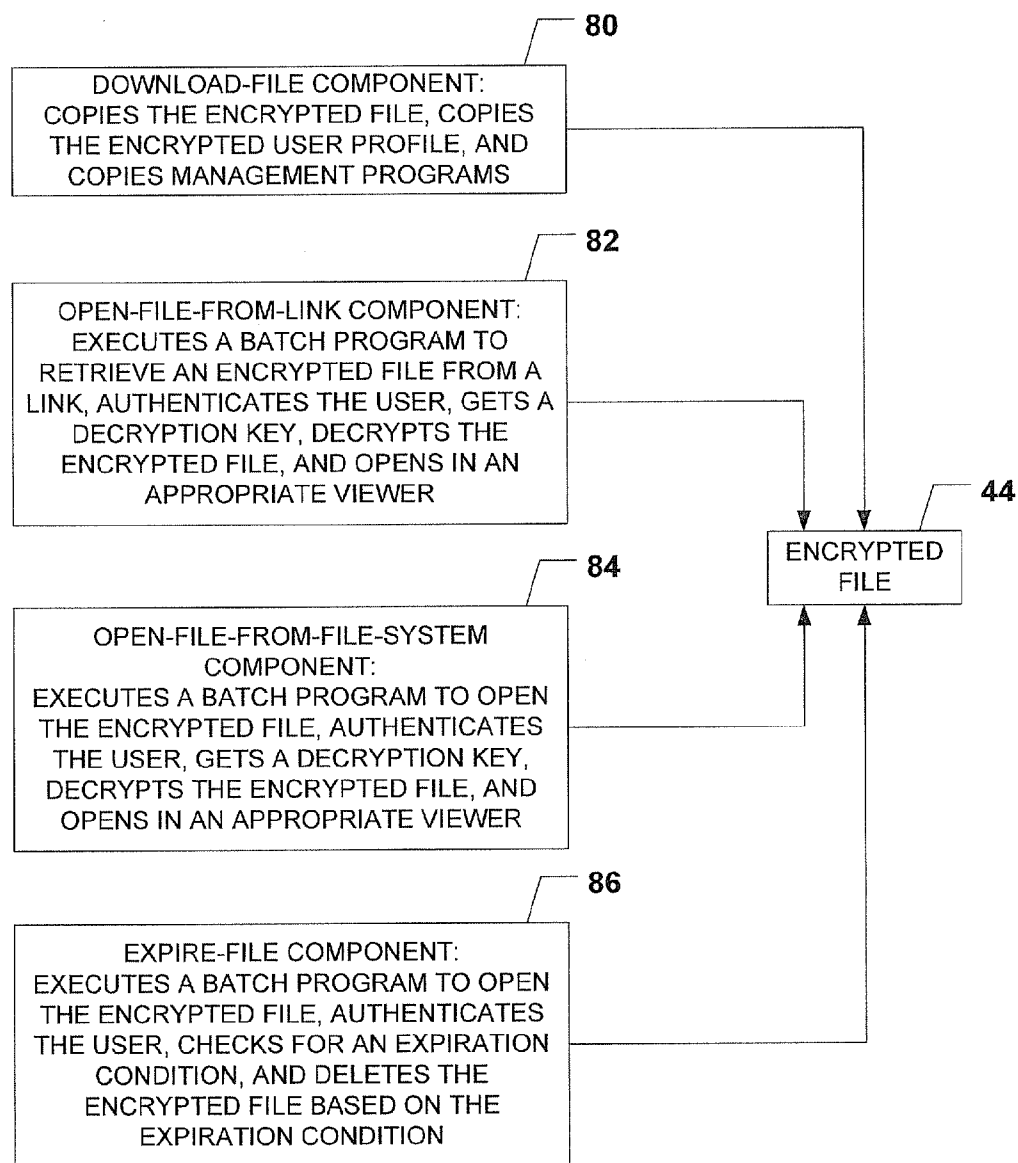 80
DOWNLOAD-FILE COMPONENT:
COPIES THE ENCRYPTED FILE, COPIES
THE ENCRYPTED USER PROFILE, AND
COPIES MANAGEMENT PROGRAMS
82
OPEN-FILE-FROM-LINK COMPONENT:
EXECUTES A BATCH PROGRAM TO
RETRIEVE AN ENCRYPTED FILE FROM A
LINK, AUTHENTICATES THE USER, GETS A
DECRYPTION KEY, DECRYPTS THE
ENCRYPTED FILE, AND OPENS IN AN
APPROPRIATE VIEWER
44
ENCRYPTED
FILE
84
OPEN-FILE-FROM-FILE-SYSTEM
COMPONENT:
EXECUTES A BATCH PROGRAM TO OPEN
THE ENCRYPTED FILE, AUTHENTICATES
THE USER, GETS A DECRYPTION KEY,
DECRYPTS THE ENCRYPTED FILE, AND
OPENS IN AN APPROPRIATE VIEWER
86
EXPIRE-FILE COMPONENT:
EXECUTES A BATCH PROGRAM TO OPEN
THE ENCRYPTED FILE, AUTHENTICATES
THE USER, CHECKS FOR AN EXPIRATION
CONDITION, AND DELETES THE
ENCRYPTED FILE BASED ON THE
EXPIRATION CONDITION